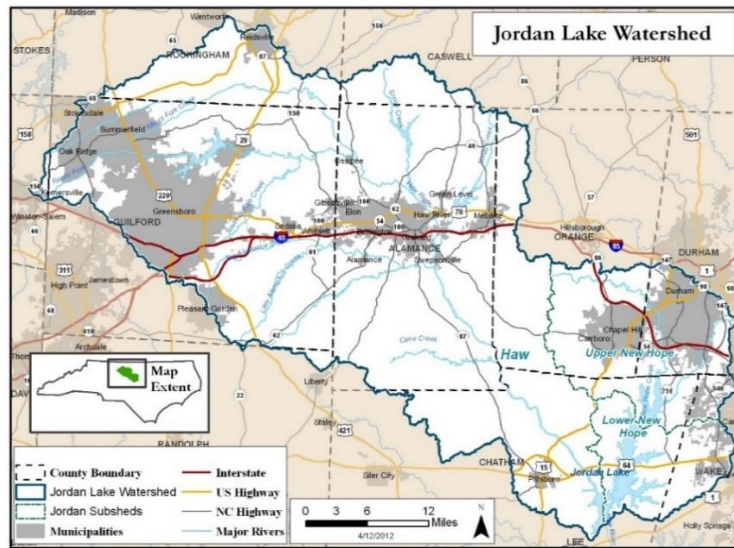 Jordan Lake Watershed
Madison
Wentworth
Reidsville
STOKES
ROCKINGHAM
CASWELL
PERSON
Stokesdale
Summerfield
Oak Ridge
Kernersville
Winston-Salem
Greensboro
GUILFORD
Jamestown
High Point
Archdale
Pleasant Garden
Sedalia
Whitsett
Ossipee
Gibsonville
Elon
Burlington
Haw River
Green Level
Mebane
ALAMANCE
Alamance
Swepsonville
Hillsborough
ORANGE
DURHAM
Durham
Chapel Hill
Carrboro
Haw
Upper New Hope
Lower New
Hope
Cane Creek
Liberty
Staley
RANDOLPH
Siler City
CHATHAM
Pittsboro
Jordan Lake
WAKE
Holly Springs
LEE
Map
Extent
County Boundary
Interstate
Jordan Lake Watershed
US Highway
Jordan Subsheds
NC Highway
Municipalities
Major Rivers
0 3 6 12
Miles
4/12/2012
N